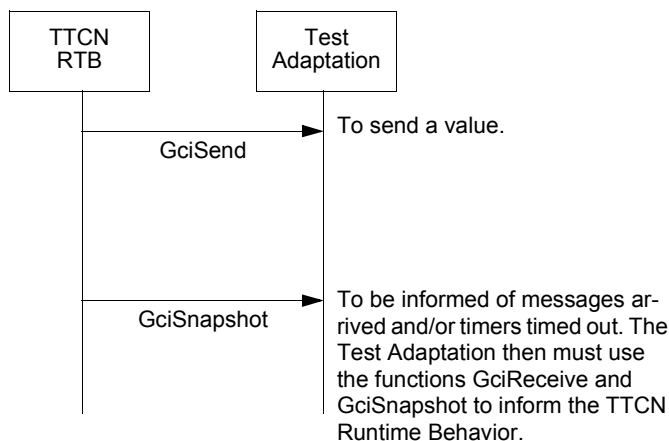 TTCN
RTB
Test
Adaptation
To send a value.
GciSend
GciSnapshot
To be informed of messages ar-
rived and/or timers timed out. The
Test Adaptation then must use
the functions GciReceive and
GciSnapshot to inform the TTCN
Runtime Behavior.